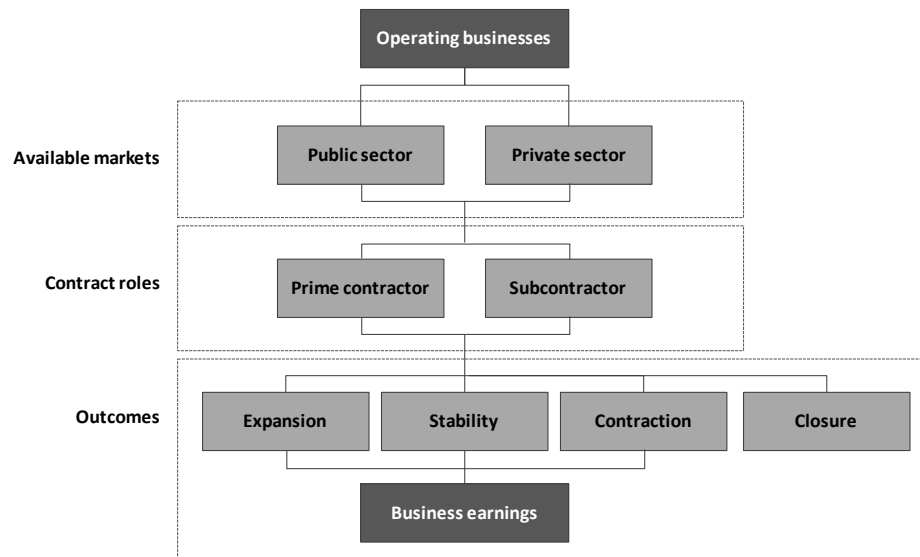 Operating businesses
Available markets
Public sector
Private sector
Contract roles
Prime contractor
Subcontractor
Outcomes
Expansion
Stability
Contraction
Closure
Business earnings